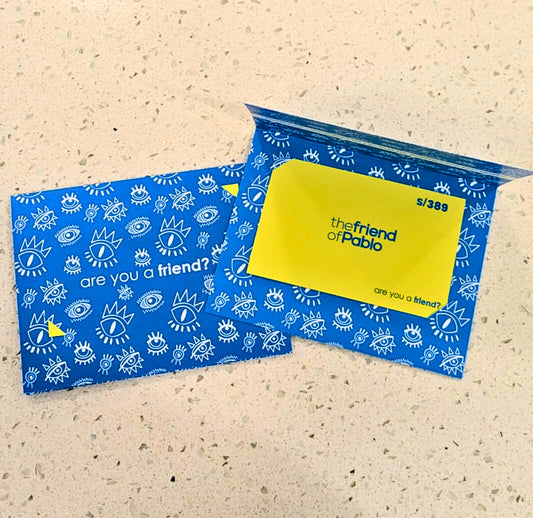 are you a friend?
S/389
thefriend
ofPablo
are you a friend?